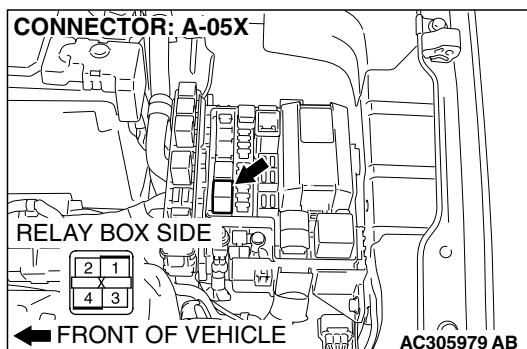 CONNECTOR: A-05X
RELAY BOX SIDE
2 1
X
4 3
FRONT OF VEHICLE
AC305979 AB